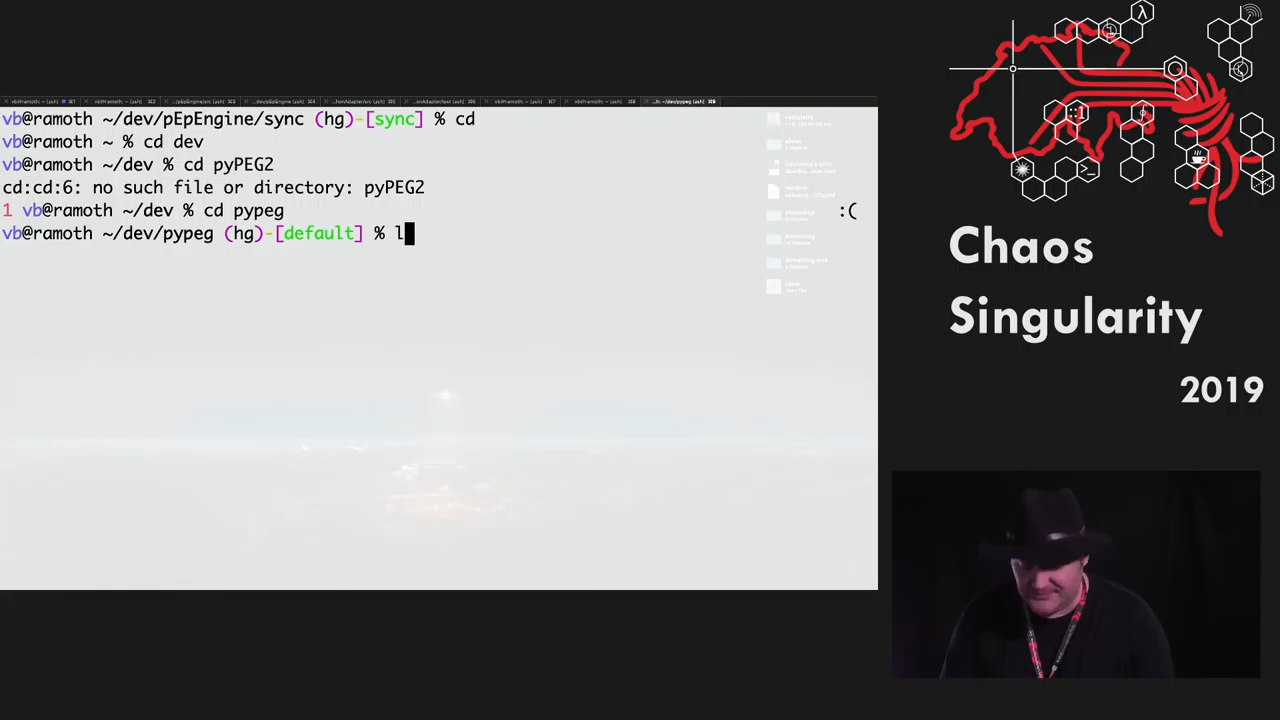 vb@ramoth ~/dev/pEpEngine/sync (hg)-[sync] % cd
vb@ramoth ~ % cd dev
vb@ramoth ~/dev % cd pyPEG2
cd:cd:6: no such file or directory: pyPEG2
1 vb@ramoth ~/dev % cd pypeg :(
vb@ramoth ~/dev/pypeg (hg)-[default] % l
Chaos
Singularity
2019